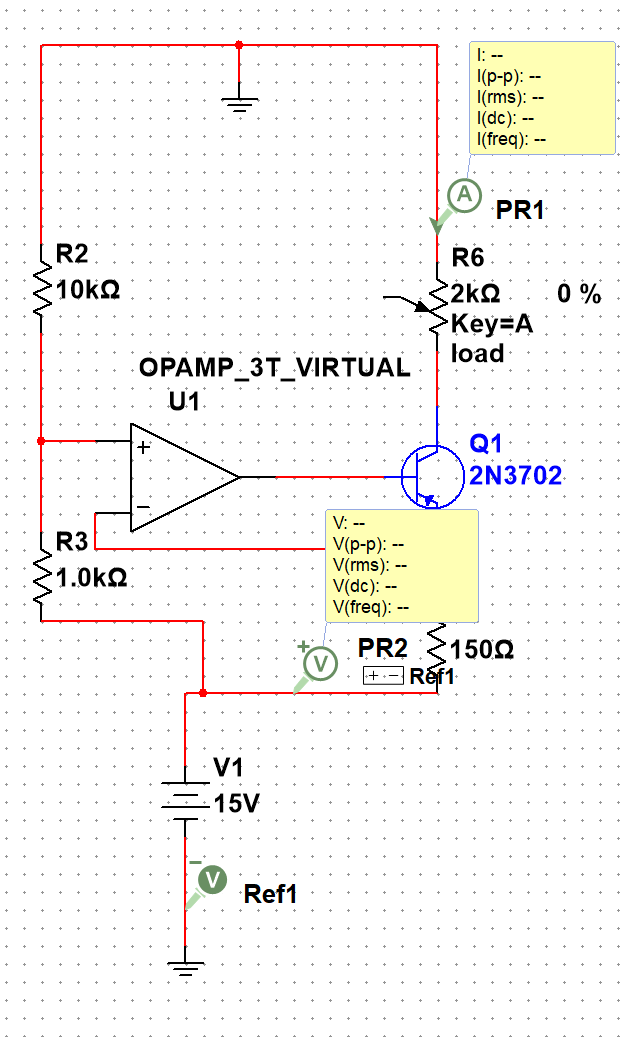 I: --
I(p-p): --
I(rms): --
I(dc): --
I(freq): --
A
PR1
R2
10kΩ
R6
2kΩ
0 %
Key=A
load
OPAMP_3T_VIRTUAL
U1
+
−
Q1
2N3702
V: --
V(p-p): --
V(rms): --
V(dc): --
V(freq): --
R3
1.0kΩ
+
V
PR2
150Ω
+ −
Ref1
V1
15V
−
V
Ref1